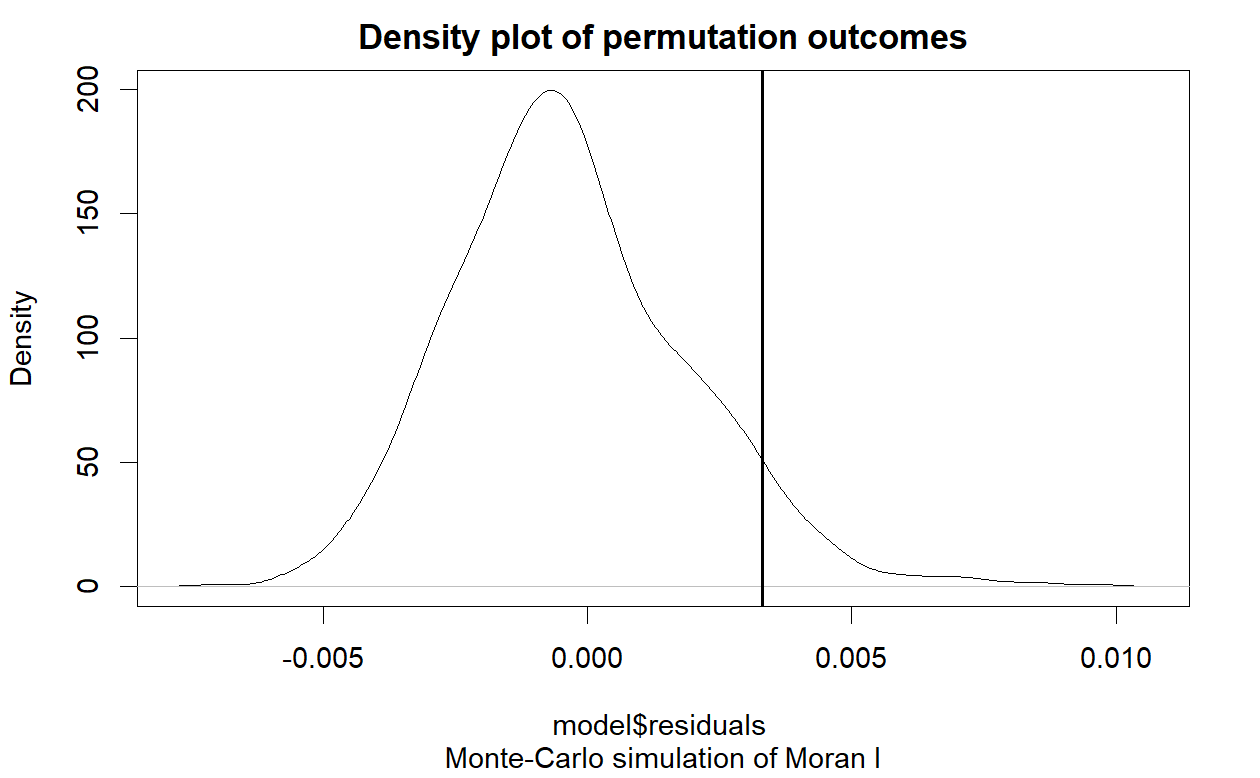 Density plot of permutation outcomes
200
150
100
50
0
Density
-0.005
0.000
0.005
0.010
model$residuals
Monte-Carlo simulation of Moran I